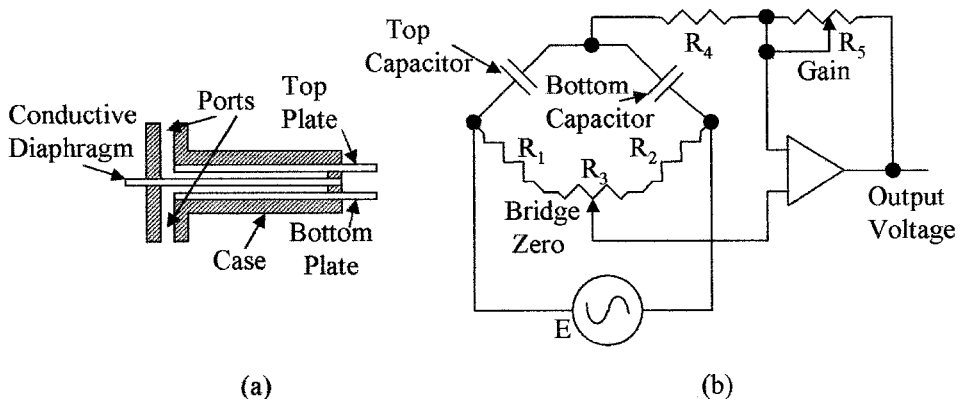 Conductive
Diaphragm
Ports
Top
Plate
Case
Bottom
Plate
(a)
Top
Capacitor
Bottom
Capacitor
R4
R5
Gain
R1
R2
R3
Bridge
Zero
Output
Voltage
E
(b)